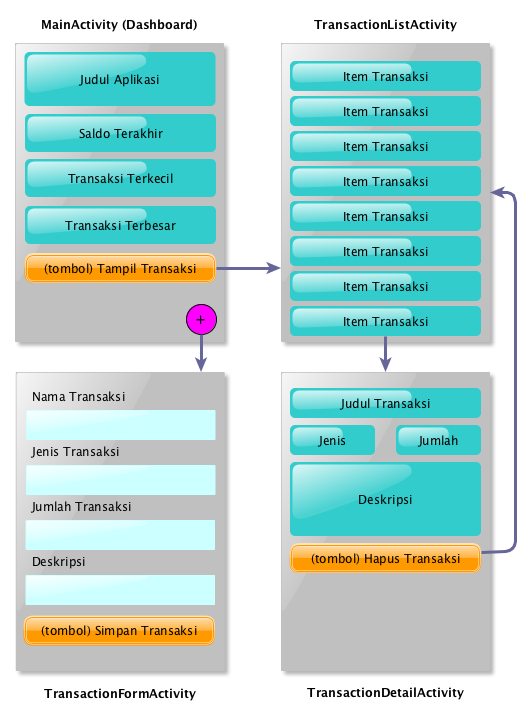 MainActivity (Dashboard)
Judul Aplikasi
Saldo Terakhir
Transaksi Terkecil
Transaksi Terbesar
(tombol) Tampil Transaksi
+
TransactionListActivity
Item Transaksi
Item Transaksi
Item Transaksi
Item Transaksi
Item Transaksi
Item Transaksi
Item Transaksi
Item Transaksi
Nama Transaksi
Jenis Transaksi
Jumlah Transaksi
Deskripsi
(tombol) Simpan Transaksi
TransactionFormActivity
Judul Transaksi
Jenis
Jumlah
Deskripsi
(tombol) Hapus Transaksi
TransactionDetailActivity